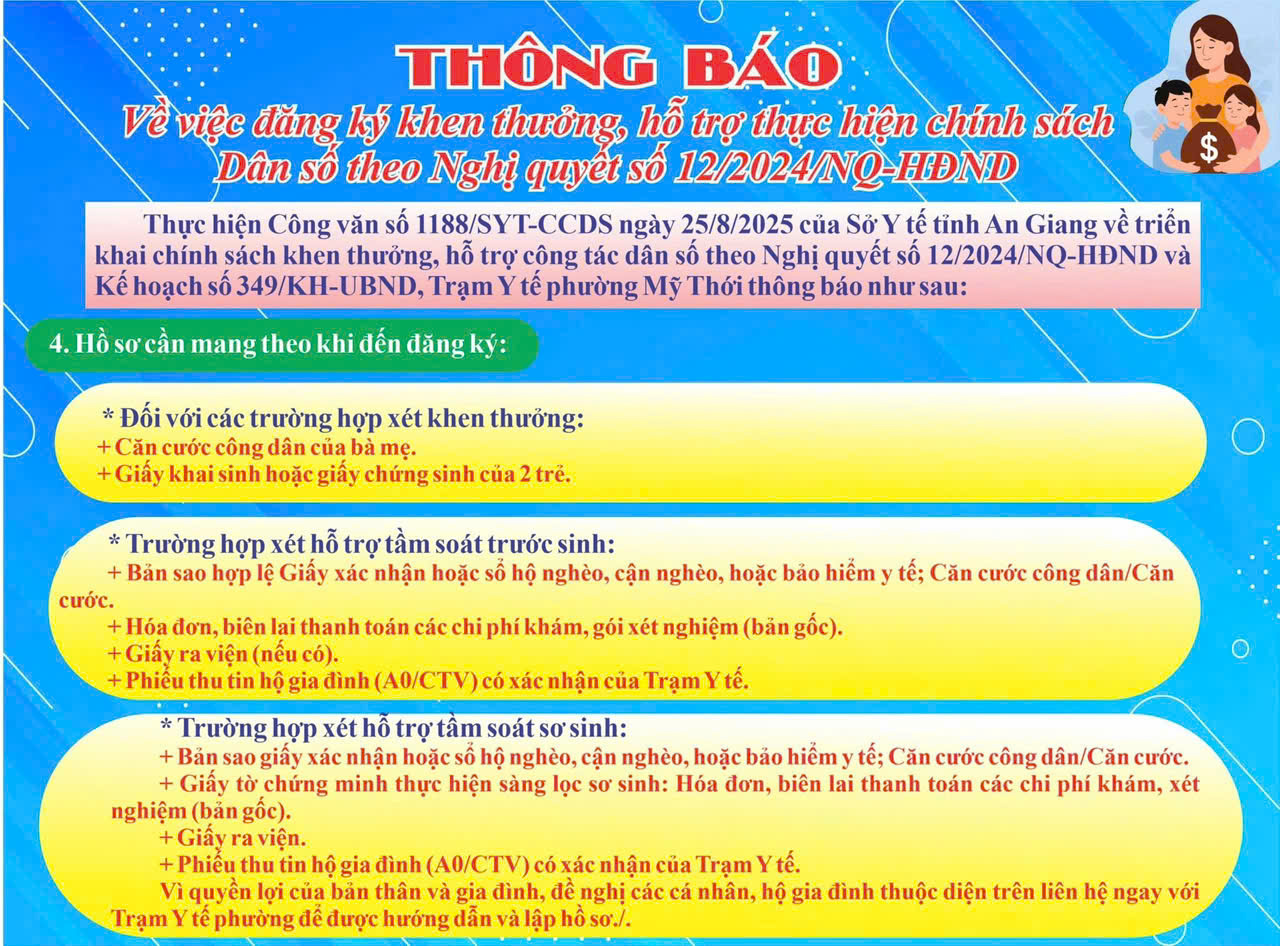 THÔNG BÁO
Về việc đăng ký khen thưởng, hỗ trợ thực hiện chính sách
Dân số theo Nghị quyết số 12/2024/NQ-HĐND
$
Thực hiện Công văn số 1188/SYT-CCDS ngày 25/8/2025 của Sở Y tế tỉnh An Giang về triển
khai chính sách khen thưởng, hỗ trợ công tác dân số theo Nghị quyết số 12/2024/NQ-HĐND và
Kế hoạch số 349/KH-UBND, Trạm Y tế phường Mỹ Thới thông báo như sau:
4. Hồ sơ cần mang theo khi đến đăng ký:
* Đối với các trường hợp xét khen thưởng:
+ Căn cước công dân của bà mẹ.
+ Giấy khai sinh hoặc giấy chứng sinh của 2 trẻ.
* Trường hợp xét hỗ trợ tầm soát trước sinh:
+ Bản sao hợp lệ Giấy xác nhận hoặc sổ hộ nghèo, cận nghèo, hoặc bảo hiểm y tế; Căn cước công dân/Căn
cước.
+ Hóa đơn, biên lai thanh toán các chi phí khám, gói xét nghiệm (bản gốc).
+ Giấy ra viện (nếu có).
+ Phiếu thu tin hộ gia đình (A0/CTV) có xác nhận của Trạm Y tế.
* Trường hợp xét hỗ trợ tầm soát sơ sinh:
+ Bản sao giấy xác nhận hoặc sổ hộ nghèo, cận nghèo, hoặc bảo hiểm y tế; Căn cước công dân/Căn cước.
+ Giấy tờ chứng minh thực hiện sàng lọc sơ sinh: Hóa đơn, biên lai thanh toán các chi phí khám, xét
nghiệm (bản gốc).
+ Giấy ra viện.
+ Phiếu thu tin hộ gia đình (A0/CTV) có xác nhận của Trạm Y tế.
Vì quyền lợi của bản thân và gia đình, đề nghị các cá nhân, hộ gia đình thuộc diện trên liên hệ ngay với
Trạm Y tế phường để được hướng dẫn và lập hồ sơ./.